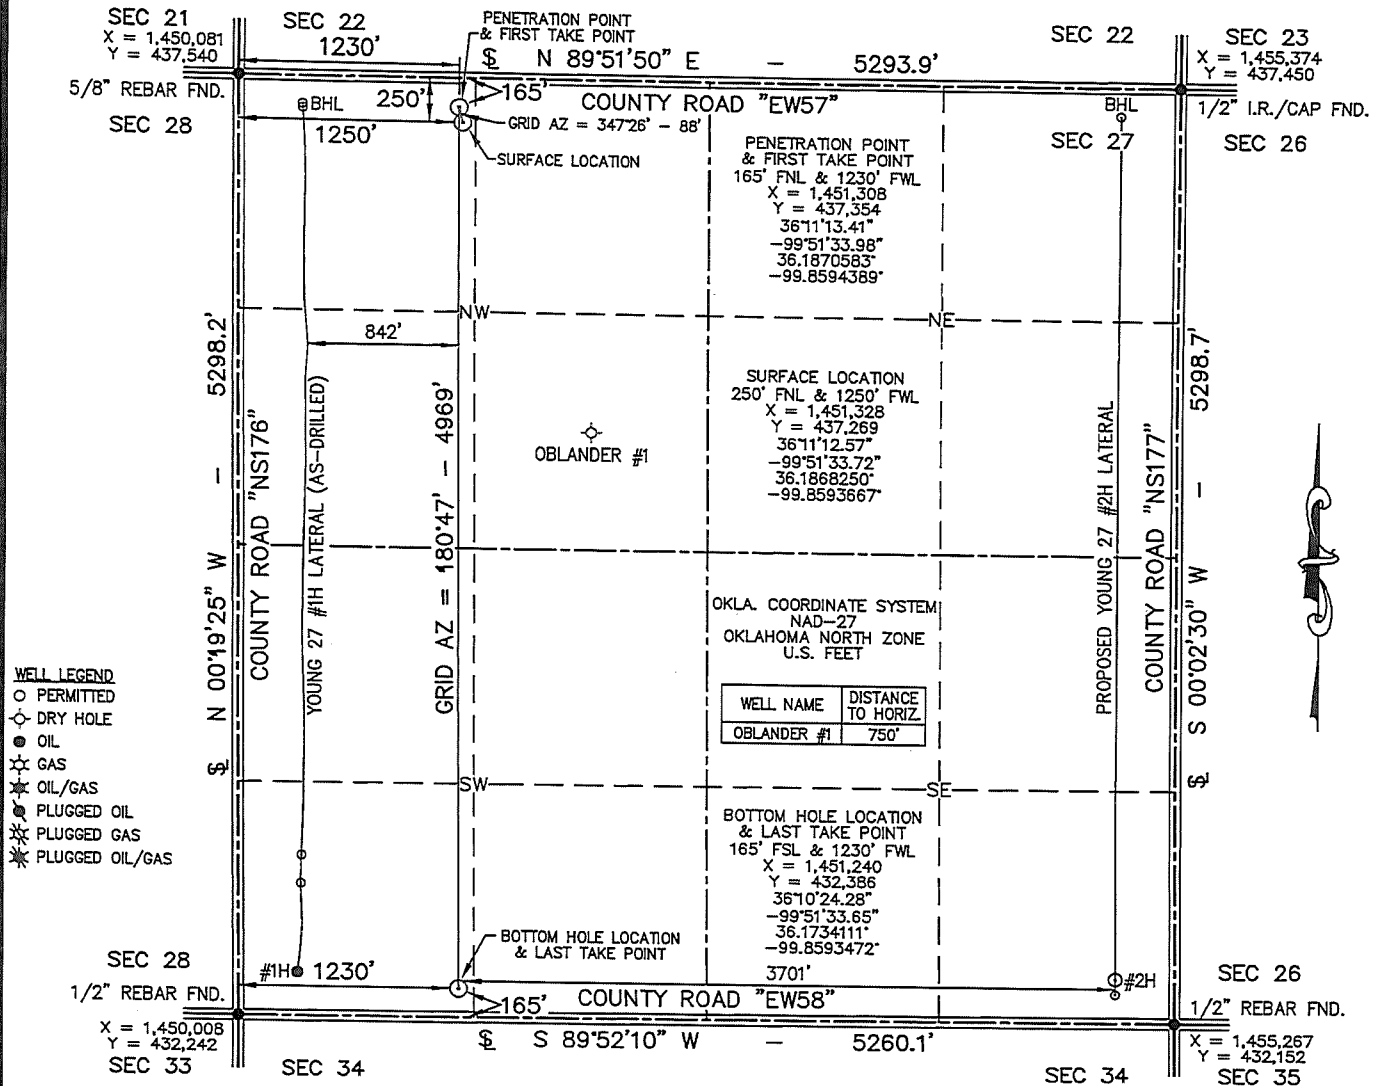 SEC 21
X = 1,450,081
Y = 437,540
SEC 22
1230'
PENETRATION POINT
& FIRST TAKE POINT
N 89°51'50" E - 5293.9'
SEC 22
SEC 23
X = 1,455,374
Y = 437,450
5/8" REBAR FND.
SEC 28
BHL
250'
1250'
165'
COUNTY ROAD "EW57"
GRID AZ = 347°26' - 88'
SURFACE LOCATION
BHL
SEC 27
1/2" I.R./CAP FND.
SEC 26
PENETRATION POINT
& FIRST TAKE POINT
165' FNL & 1230' FWL
X = 1,451,308
Y = 437,354
36°11'13.41"
-99°51'33.98"
36.1870583°
-99.8594389°
NW
NE
842'
SURFACE LOCATION
250' FNL & 1250' FWL
X = 1,451,328
Y = 437,269
36°11'12.57"
-99°51'33.72"
36.1868250°
-99.8593667°
OBLANDER #1
N 00°19'25" W - 5298.2'
COUNTY ROAD "NS176"
YOUNG 27 #1H LATERAL (AS-DRILLED)
GRID AZ = 180°47' - 4969'
PROPOSED YOUNG 27 #2H LATERAL
COUNTY ROAD "NS177"
S 00°02'30" W - 5298.7'
OKLA. COORDINATE SYSTEM
NAD-27
OKLAHOMA NORTH ZONE
U.S. FEET
WELL NAME DISTANCE TO HORIZ.
OBLANDER #1 750'
WELL LEGEND
PERMITTED
DRY HOLE
OIL
GAS
OIL/GAS
PLUGGED OIL
PLUGGED GAS
PLUGGED OIL/GAS
SW
SE
BOTTOM HOLE LOCATION
& LAST TAKE POINT
165' FSL & 1230' FWL
X = 1,451,240
Y = 432,386
36°10'24.28"
-99°51'33.65"
36.1734111°
-99.8593472°
BOTTOM HOLE LOCATION
& LAST TAKE POINT
3701'
SEC 28
1/2" REBAR FND.
#1H
1230'
165'
COUNTY ROAD "EW58"
#2H
SEC 26
1/2" REBAR FND.
X = 1,450,008
Y = 432,242
SEC 33
SEC 34
S 89°52'10" W - 5260.1'
SEC 34
X = 1,455,267
Y = 432,152
SEC 35